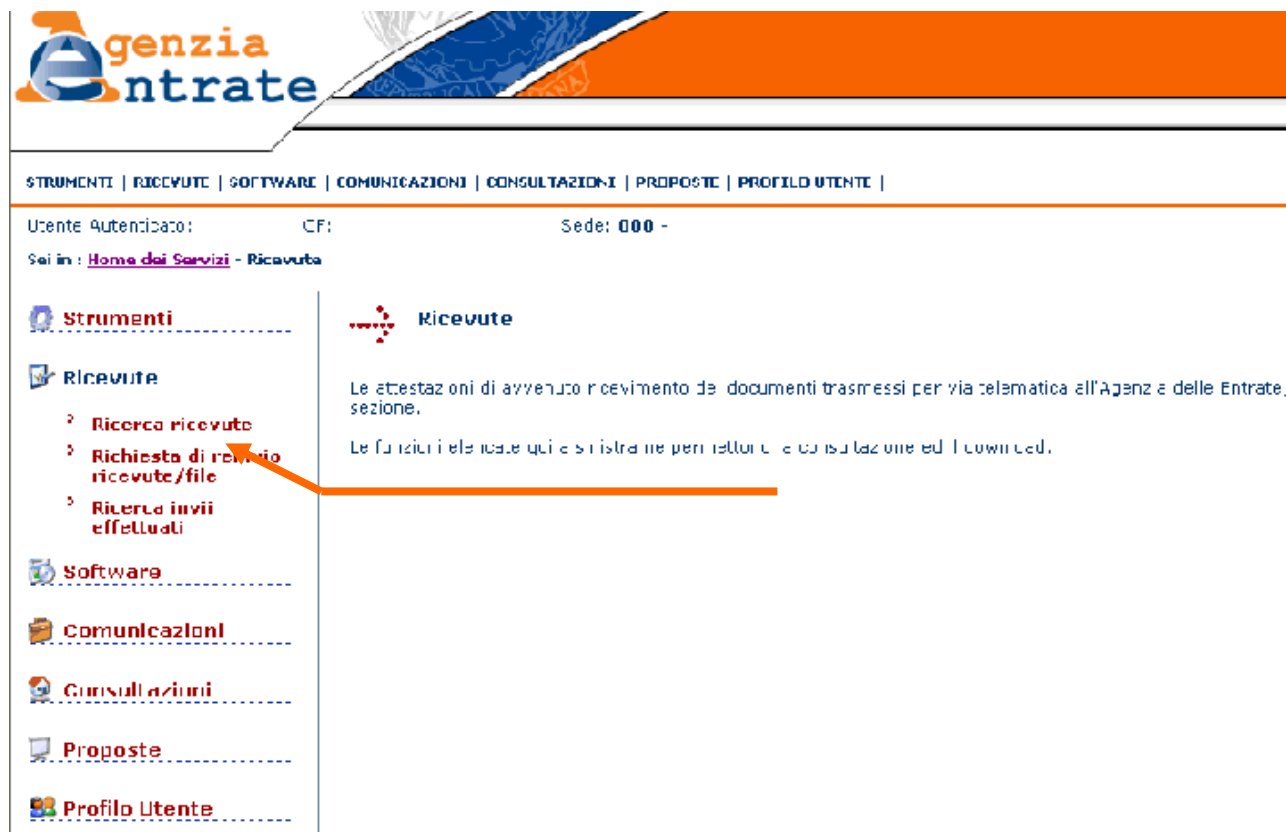 Agenzia
Entrate
STRUMENTI | RICEVUTE | SOFTWARE | COMUNICAZIONI | CONSULTAZIONI | PROPOSTE | PROFILO UTENTE |
Utente Autenticato: CF: Sede: 000 -
Sei in : Home dei Servizi - Ricevute
Strumenti
Ricevute
Ricerca ricevute
Richiesta di reinvio
ricevute/file
Ricerca invii
effettuati
Software
Comunicazioni
Consultazioni
Proposte
Profilo Utente
Ricevute
Le attestazioni di avvenuto ricevimento dei documenti trasmessi per via telematica all'Agenzia delle Entrate,
sezione.
Le funzioni elencate qui a sinistra ne permettono la consultazione ed il download.